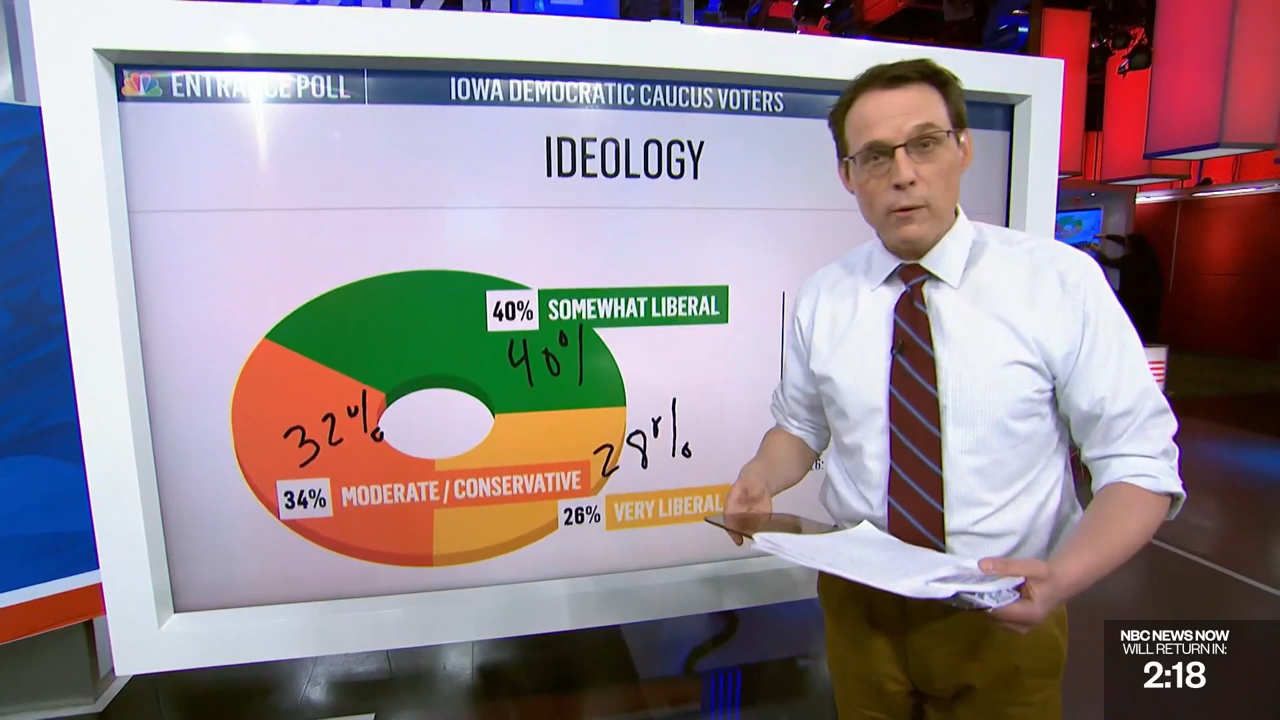 ENTRANCE POLL
IOWA DEMOCRATIC CAUCUS VOTERS
IDEOLOGY
40% SOMEWHAT LIBERAL
40%
32%
28%
34% MODERATE / CONSERVATIVE
26% VERY LIBERAL
NBC NEWS NOW
WILL RETURN IN:
2:18